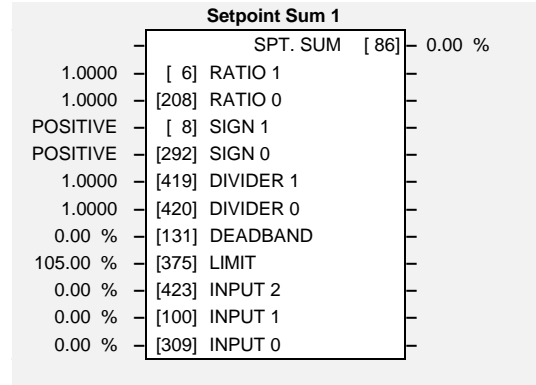 Setpoint Sum 1
SPT. SUM [ 86] 0.00 %
1.0000 [ 6] RATIO 1
1.0000 [208] RATIO 0
POSITIVE [ 8] SIGN 1
POSITIVE [292] SIGN 0
1.0000 [419] DIVIDER 1
1.0000 [420] DIVIDER 0
0.00 % [131] DEADBAND
105.00 % [375] LIMIT
0.00 % [423] INPUT 2
0.00 % [100] INPUT 1
0.00 % [309] INPUT 0